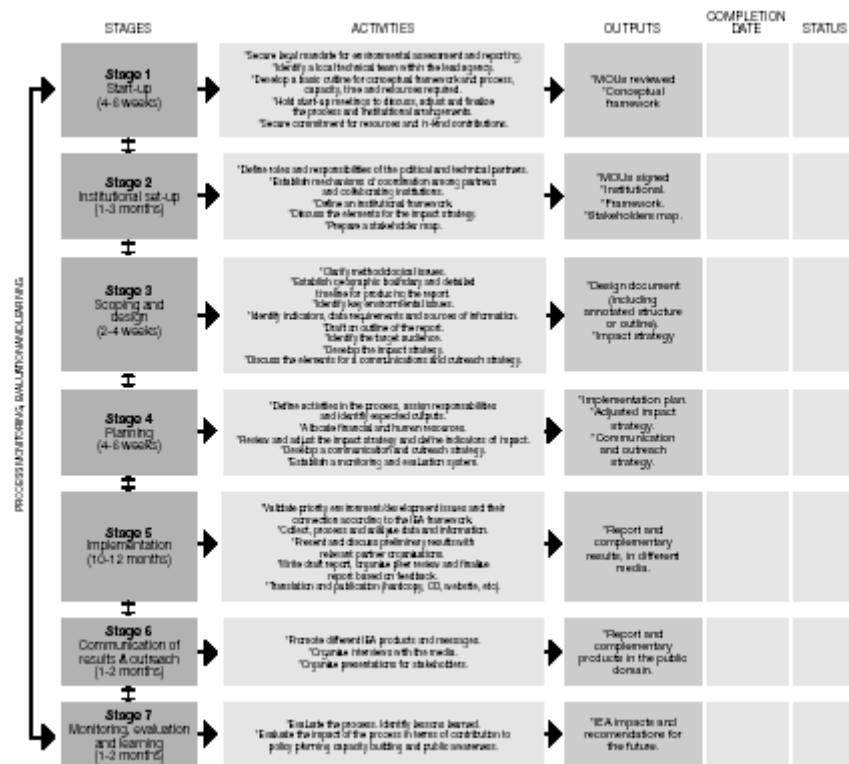 STAGES
ACTIVITIES
OUTPUTS
COMPLETION
DATE
STATUS
PROCESS MONITORING, EVALUATION AND LEARNING
Stage 1
Start-up
(4-6 weeks)
*Secure legal mandate for environmental assessment and reporting.
*Identify a local technical team within the lead agency.
*Develop a basic outline for conceptual framework and process,
capacity, time and resources required.
*Hold start-up meetings to discuss, adjust and finalize
the process and institutional arrangements.
*Secure commitment for resources and in-kind contributions.
*MOUs reviewed
*Conceptual
framework
Stage 2
Institutional set-up
(1-3 months)
*Define roles and responsibilities of the political and technical partners.
*Establish mechanisms of coordination among partners
and collaborating institutions.
*Define an institutional framework.
*Discuss the elements for the impact strategy.
*Prepare a stakeholder map.
*MOUs signed
*Institutional.
*Framework.
*Stakeholders map.
Stage 3
Scoping and
design
(2-4 weeks)
*Clarify methodological issues.
*Establish geographic boundary and detailed
timeline for producing the report.
*Identify key environmental issues.
*Identify indicators, data requirements and sources of information.
*Draft an outline of the report.
*Identify the target audience.
*Develop the impact strategy.
*Discuss the elements for a communications and outreach strategy.
*Design document
(including
annotated structure
or outline).
*Impact strategy
Stage 4
Planning
(4-6 weeks)
*Define activities in the process, assign responsibilities
and identify expected outputs.
*Allocate financial and human resources.
*Review and adjust the impact strategy and define indicators of impact.
*Develop a communication and outreach strategy.
*Establish a monitoring and evaluation system.
*Implementation plan.
*Adjusted impact
strategy.
*Communication
and outreach
strategy.
Stage 5
Implementation
(10-12 months)
*Validate priority environment/development issues and their
connection according to the IEA framework.
*Collect, process and analyse data and information.
*Present and discuss preliminary results with
relevant partner organisations.
*Write draft report, organise peer review and finalise
report based on feedback.
*Translation and publication (hardcopy, CD, website, etc).
*Report and
complementary
results, in different
media.
Stage 6
Communication of
results & outreach
(1-2 months)
*Promote different IEA products and messages.
*Organise interviews with the media.
*Organise presentations for stakeholders.
*Report and
complementary
products in the public
domain.
Stage 7
Monitoring, evaluation
and learning
(1-2 months)
*Evaluate the process. Identify lessons learned.
*Evaluate the impact of the process in terms of contribution to
policy planning capacity building and public awareness.
*IEA impacts and
recomendations for
the future.